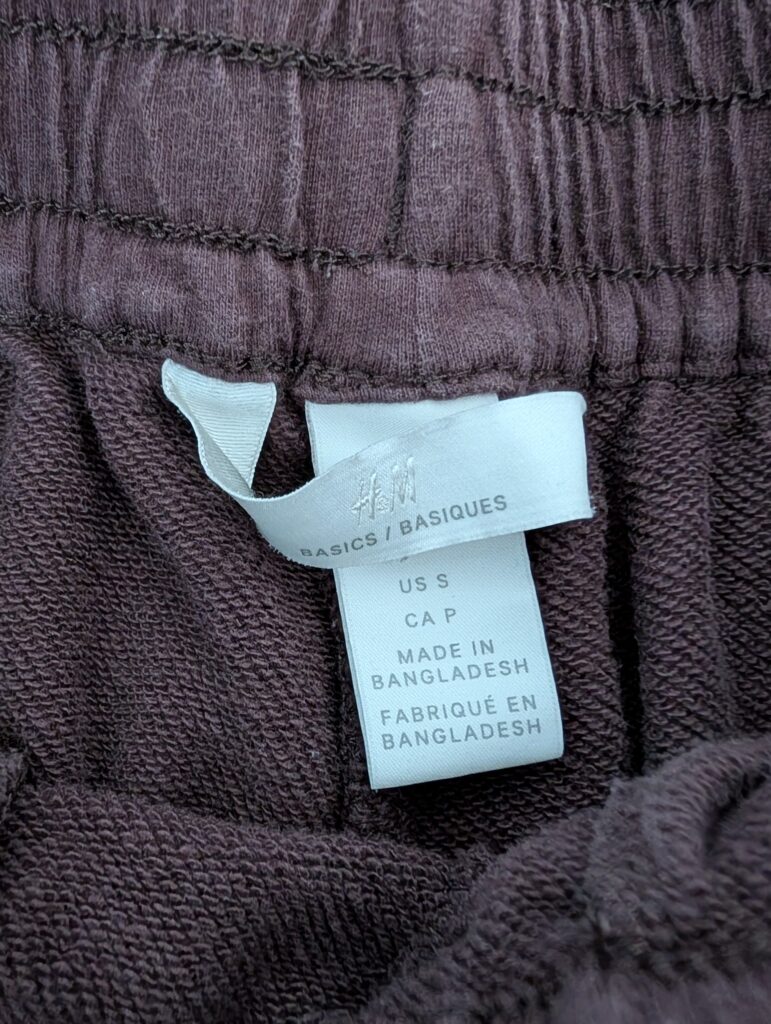 H&M
BASICS / BASIQUES
US S
CA P
MADE IN
BANGLADESH
FABRIQUÉ EN
BANGLADESH